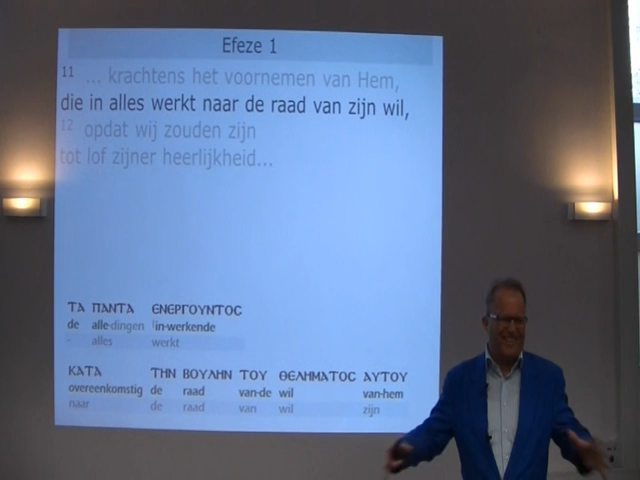 Efeze 1
11 ... krachtens het voornemen van Hem,
die in alles werkt naar de raad van zijn wil,
12 opdat wij zouden zijn
tot lof zijner heerlijkheid...
ΤΑ ΠΑΝΤΑ ΕΝΕΡΓΟΥΝΤΟϹ
de alle·dingen in·werkende
- alles werkt
ΚΑΤΑ ΤΗΝ ΒΟΥΛΗΝ ΤΟΥ ΘΕΛΗΜΑΤΟϹ ΑΥΤΟΥ
overeenkomstig de raad van·de wil van·hem
naar de raad van wil zijn